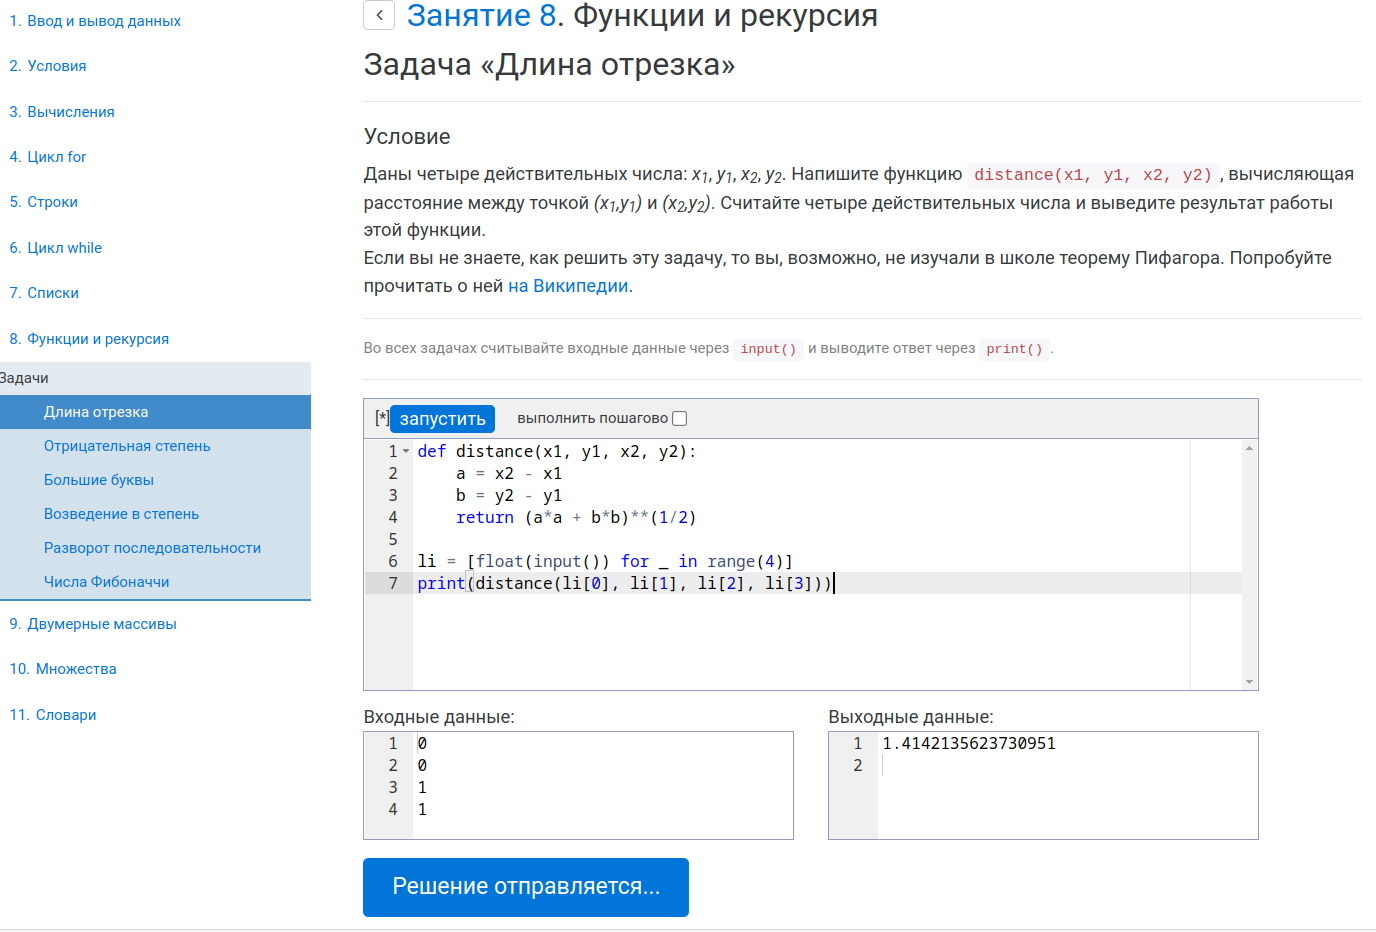 1. Ввод и вывод данных
2. Условия
3. Вычисления
4. Цикл for
5. Строки
6. Цикл while
7. Списки
8. Функции и рекурсия
Задачи
Длина отрезка
Отрицательная степень
Большие буквы
Возведение в степень
Разворот последовательности
Числа Фибоначчи
9. Двумерные массивы
10. Множества
11. Словари
Занятие 8. Функции и рекурсия
Задача «Длина отрезка»
Условие
Даны четыре действительных числа: x1, y1, x2, y2. Напишите функцию distance(x1, y1, x2, y2), вычисляющая
расстояние между точкой (x1,y1) и (x2,y2). Считайте четыре действительных числа и выведите результат работы
этой функции.
Если вы не знаете, как решить эту задачу, то вы, возможно, не изучали в школе теорему Пифагора. Попробуйте
прочитать о ней на Википедии.
Во всех задачах считывайте входные данные через input() и выводите ответ через print().
[*] запустить выполнить пошагово
1 def distance(x1, y1, x2, y2):
2     a = x2 - x1
3     b = y2 - y1
4     return (a*a + b*b)**(1/2)
5
6 li = [float(input()) for _ in range(4)]
7 print(distance(li[0], li[1], li[2], li[3]))
Входные данные:
1 0
2 0
3 1
4 1
Выходные данные:
1 1.4142135623730951
2
Решение отправляется...